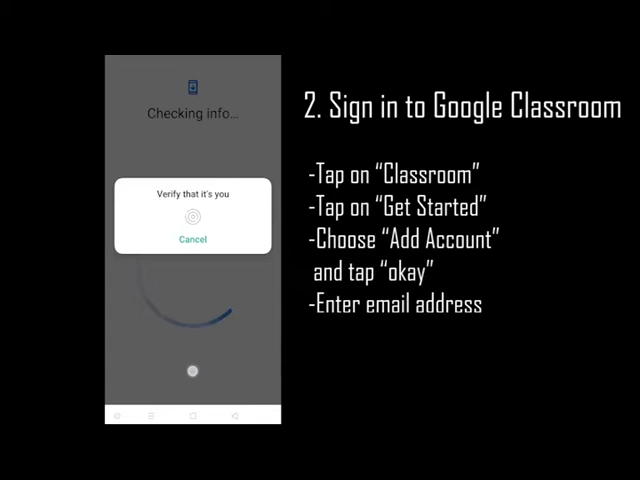 Checking info...
Verify that it's you
Cancel
2. Sign in to Google Classroom
-Tap on “Classroom”
-Tap on “Get Started”
-Choose “Add Account”
and tap “okay”
-Enter email address